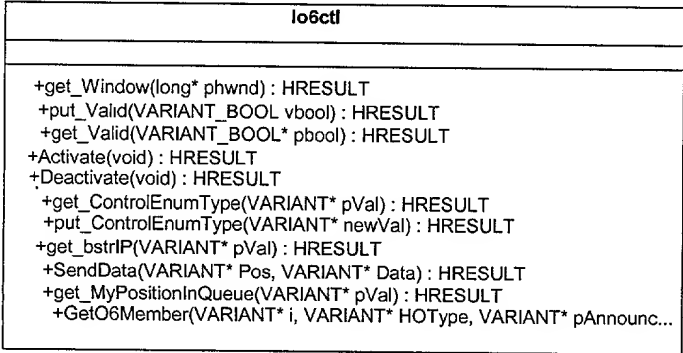 Io6ctl
+get_Window(long* phwnd) : HRESULT
+put_Valid(VARIANT_BOOL vbool) : HRESULT
+get_Valid(VARIANT_BOOL* pbool) : HRESULT
+Activate(void) : HRESULT
+Deactivate(void) : HRESULT
+get_ControlEnumType(VARIANT* pVal) : HRESULT
+put_ControlEnumType(VARIANT* newVal) : HRESULT
+get_bstrIP(VARIANT* pVal) : HRESULT
+SendData(VARIANT* Pos, VARIANT* Data) : HRESULT
+get_MyPositionInQueue(VARIANT* pVal) : HRESULT
+GetO6Member(VARIANT* i, VARIANT* HOType, VARIANT* pAnnounc...